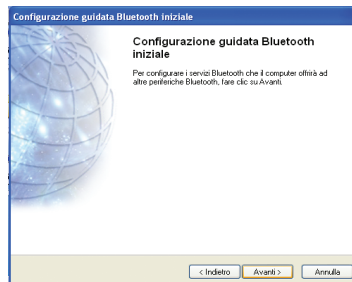 Configurazione guidata Bluetooth iniziale
Configurazione guidata Bluetooth
iniziale
Per configurare i servizi Bluetooth che il computer offrirà ad
altre periferiche Bluetooth, fare clic su Avanti.
< Indietro
Avanti >
Annulla